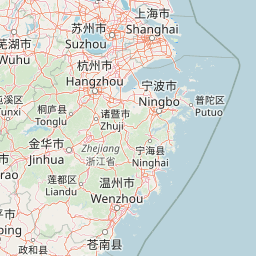 上海市
Shanghai
苏州市
Suzhou
芜湖市
Wuhu
杭州市
Hangzhou
宁波市
Ningbo
普陀区
Putuo
屯溪区
Tunxi
桐庐县
Tonglu
诸暨市
Zhuji
金华市
Jinhua
Zhejiang
浙江省
宁海县
Ninghai
莲都区
Liandu
温州市
Wenzhou
苍南县
政和县